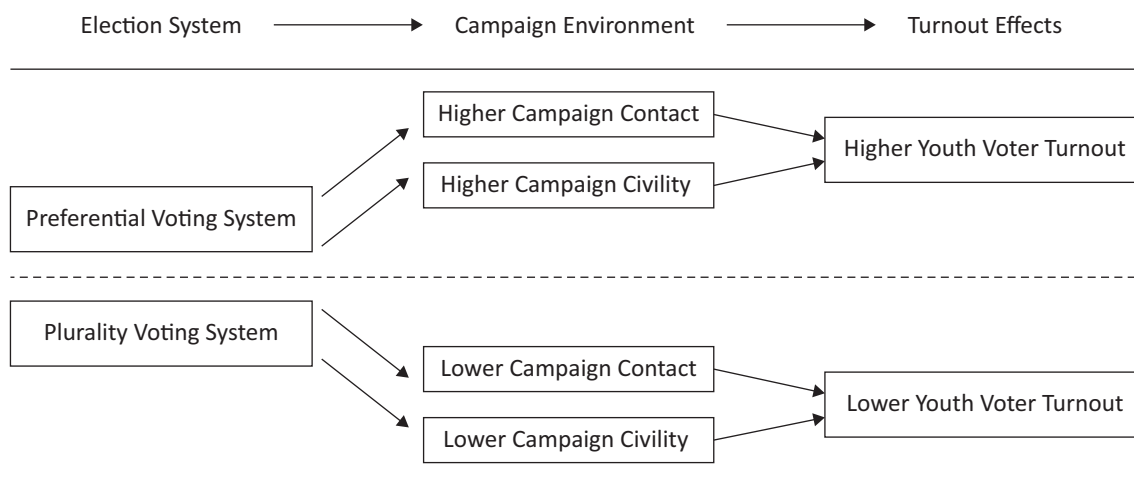 Election System
Campaign Environment
Turnout Effects
Higher Campaign Contact
Higher Campaign Civility
Higher Youth Voter Turnout
Preferential Voting System
Plurality Voting System
Lower Campaign Contact
Lower Campaign Civility
Lower Youth Voter Turnout